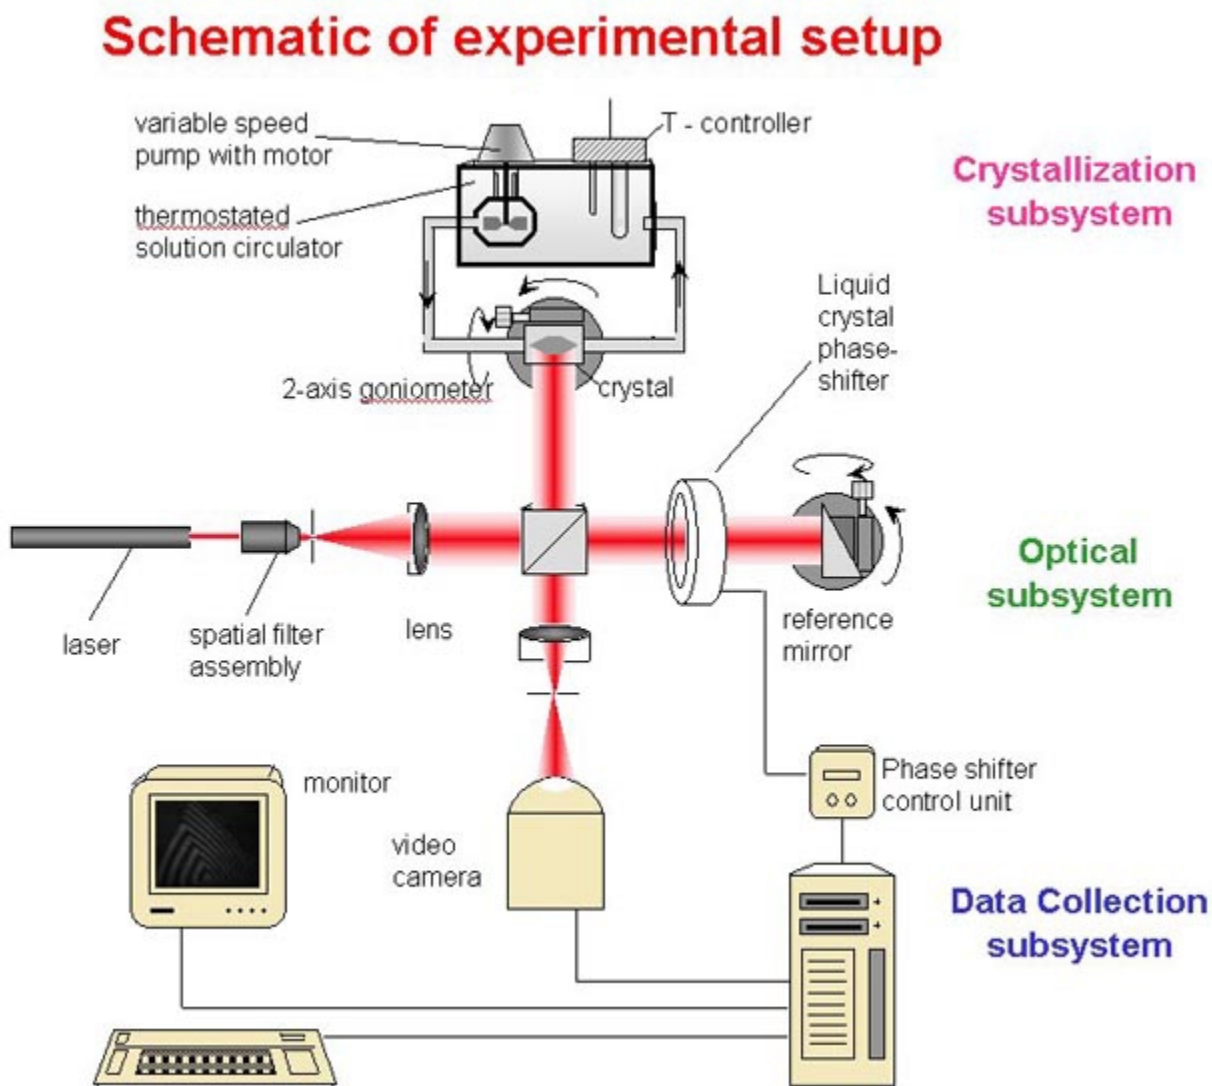 Schematic of experimental setup
variable speed
pump with motor
T - controller
thermostated
solution circulator
Crystallization
subsystem
Liquid
crystal
phase-
shifter
2-axis goniometer
crystal
Optical
subsystem
laser
spatial filter
assembly
lens
reference
mirror
monitor
video
camera
Phase shifter
control unit
Data Collection
subsystem